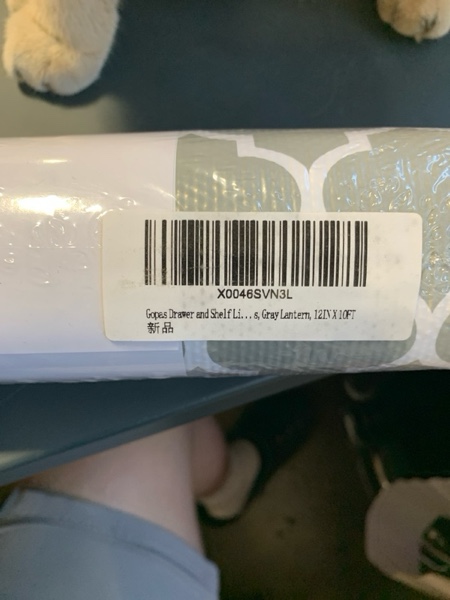 X0046SVN3L
Gopas Drawer and Shelf Li...s, Gray Lantern, 12IN X 10FT
新品